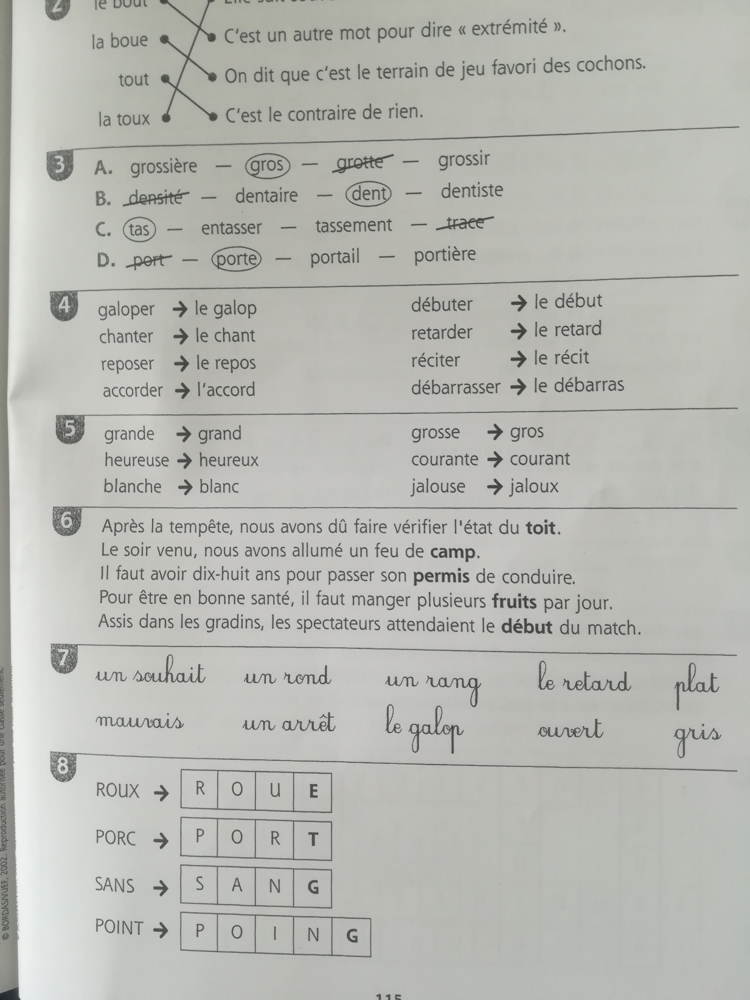 2 le bout
la boue C'est un autre mot pour dire « extrémité ».
tout On dit que c'est le terrain de jeu favori des cochons.
la toux C'est le contraire de rien.
3 A. grossière — gros — grotte — grossir
B. densité — dentaire — dent — dentiste
C. tas — entasser — tassement — trace
D. port — porte — portail — portière
4 galoper → le galop débuter → le début
chanter → le chant retarder → le retard
reposer → le repos réciter → le récit
accorder → l'accord débarrasser → le débarras
5 grande → grand grosse → gros
heureuse → heureux courante → courant
blanche → blanc jalouse → jaloux
6 Après la tempête, nous avons dû faire vérifier l'état du toit.
Le soir venu, nous avons allumé un feu de camp.
Il faut avoir dix-huit ans pour passer son permis de conduire.
Pour être en bonne santé, il faut manger plusieurs fruits par jour.
Assis dans les gradins, les spectateurs attendaient le début du match.
7 un souhait un rond un rang le retard plat
mauvais un arrêt le galop ouvert gris
8 ROUX → R O U E
PORC → P O R T
SANS → S A N G
POINT → P O I N G
© BORDAS/VUEF, 2002. Reproduction autorisée pour une classe seulement.
115